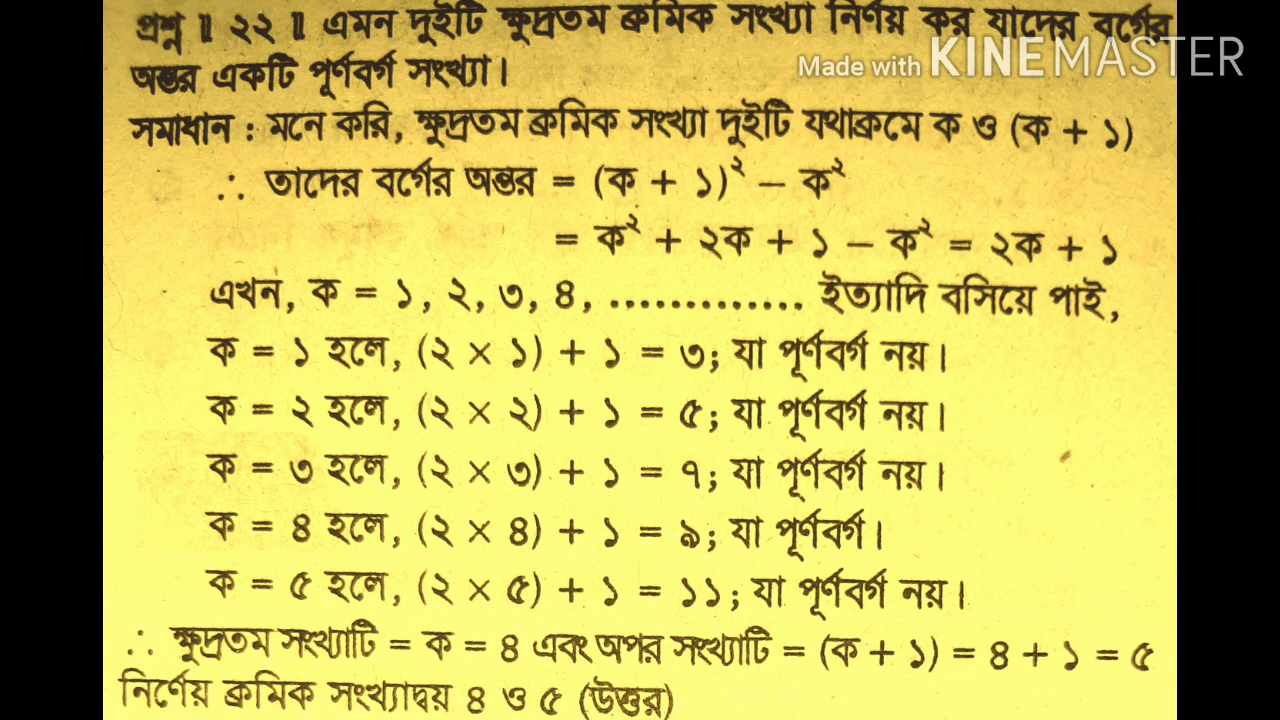 প্রশ্ন ॥ ২২ ॥ এমন দুইটি ক্ষুদ্রতম ক্রমিক সংখ্যা নির্ণয় কর যাদের বর্গের
অন্তর একটি পূর্ণবর্গ সংখ্যা।
Made with KINEMASTER
সমাধান : মনে করি, ক্ষুদ্রতম ক্রমিক সংখ্যা দুইটি যথাক্রমে ক ও (ক + ১)
∴ তাদের বর্গের অন্তর = (ক + ১)² – ক²
= ক² + ২ক + ১ – ক² = ২ক + ১
এখন, ক = ১, ২, ৩, ৪, .............. ইত্যাদি বসিয়ে পাই,
ক = ১ হলে, (২ × ১) + ১ = ৩; যা পূর্ণবর্গ নয়।
ক = ২ হলে, (২ × ২) + ১ = ৫; যা পূর্ণবর্গ নয়।
ক = ৩ হলে, (২ × ৩) + ১ = ৭; যা পূর্ণবর্গ নয়।
ক = ৪ হলে, (২ × ৪) + ১ = ৯; যা পূর্ণবর্গ।
ক = ৫ হলে, (২ × ৫) + ১ = ১১; যা পূর্ণবর্গ নয়।
∴ ক্ষুদ্রতম সংখ্যাটি = ক = ৪ এবং অপর সংখ্যাটি = (ক + ১) = ৪ + ১ = ৫
নির্ণেয় ক্রমিক সংখ্যাদ্বয় ৪ ও ৫ (উত্তর)